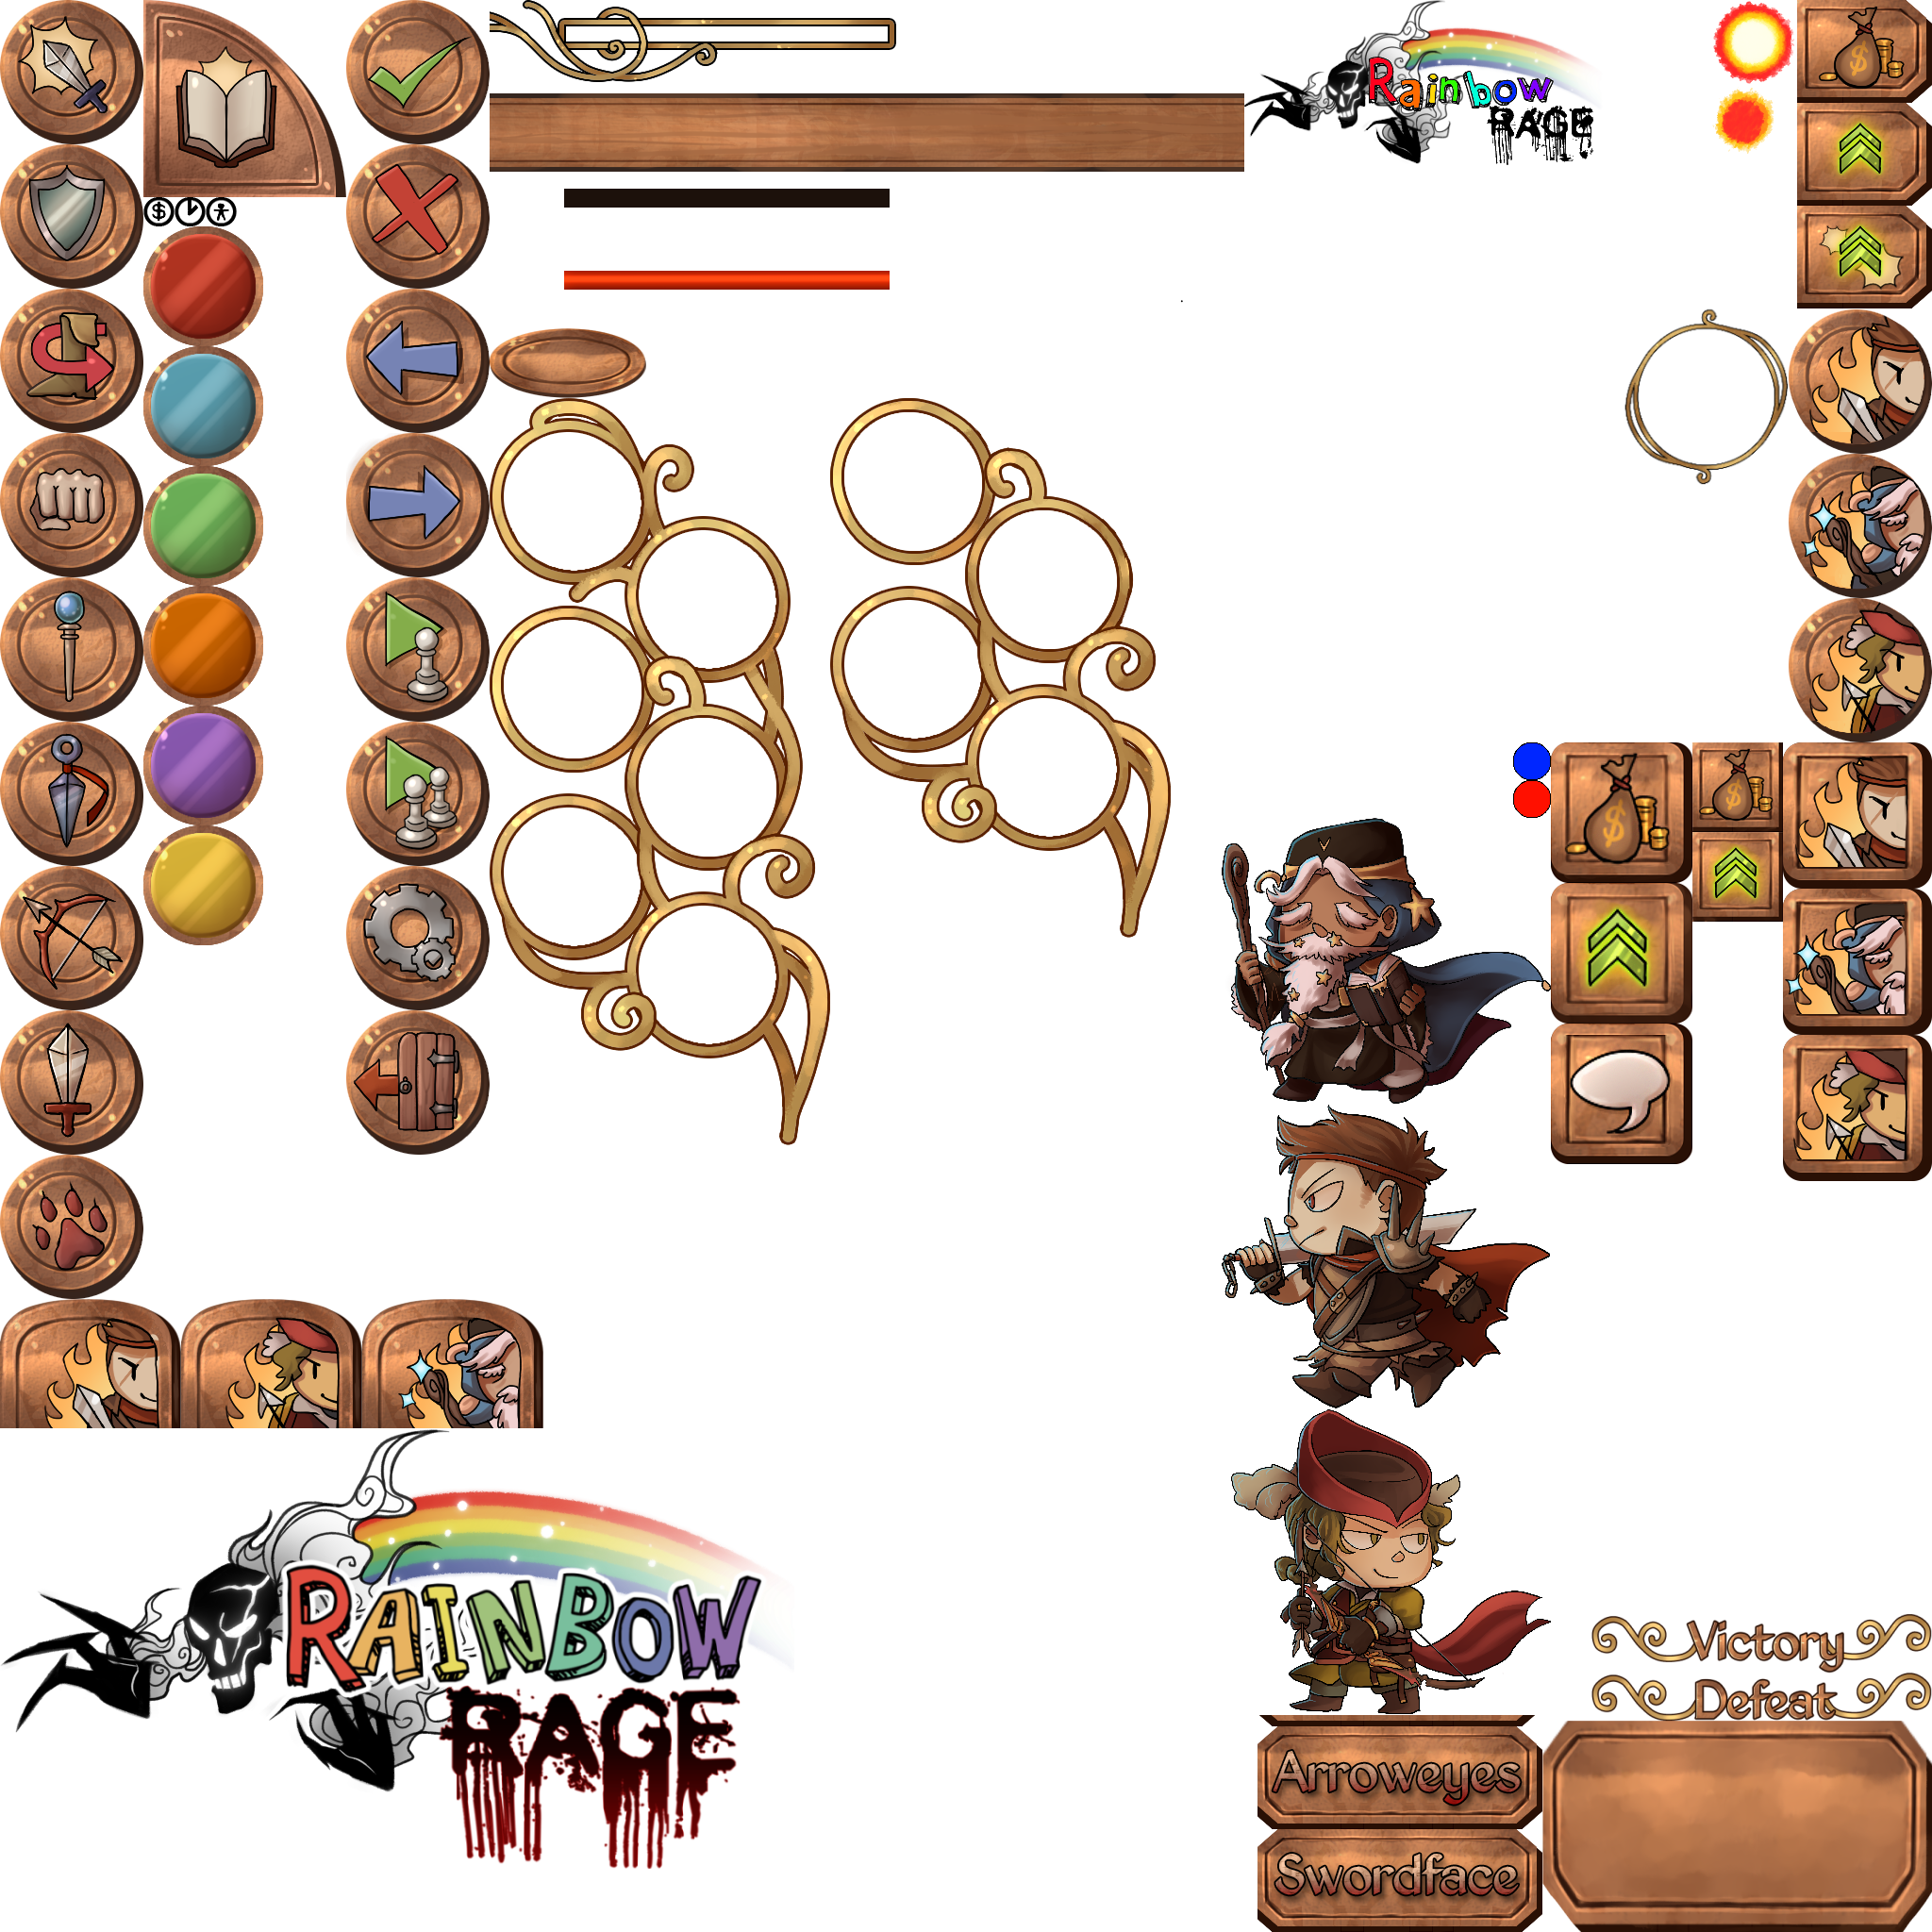 Rainbow
RAGE
$
$
$
$
RAINBOW
RAGE
Victory
Defeat
Arroweyes
Swordface